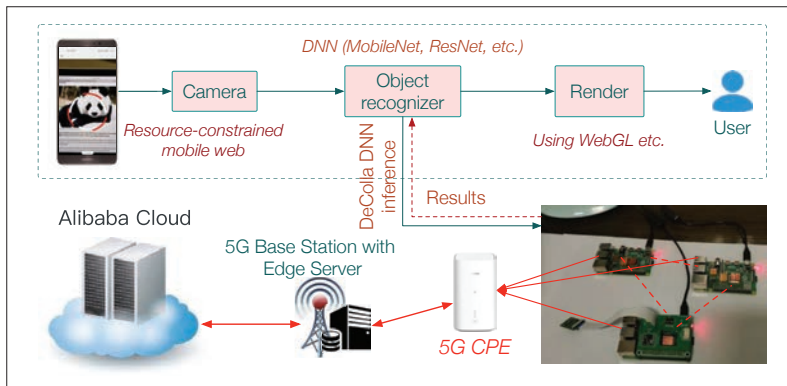 DNN (MobileNet, ResNet, etc.)
Camera
Object
recognizer
Render
User
Resource-constrained
mobile web
Using WebGL etc.
DeColla DNN
inference
Results
Alibaba Cloud
5G Base Station with
Edge Server
5G CPE